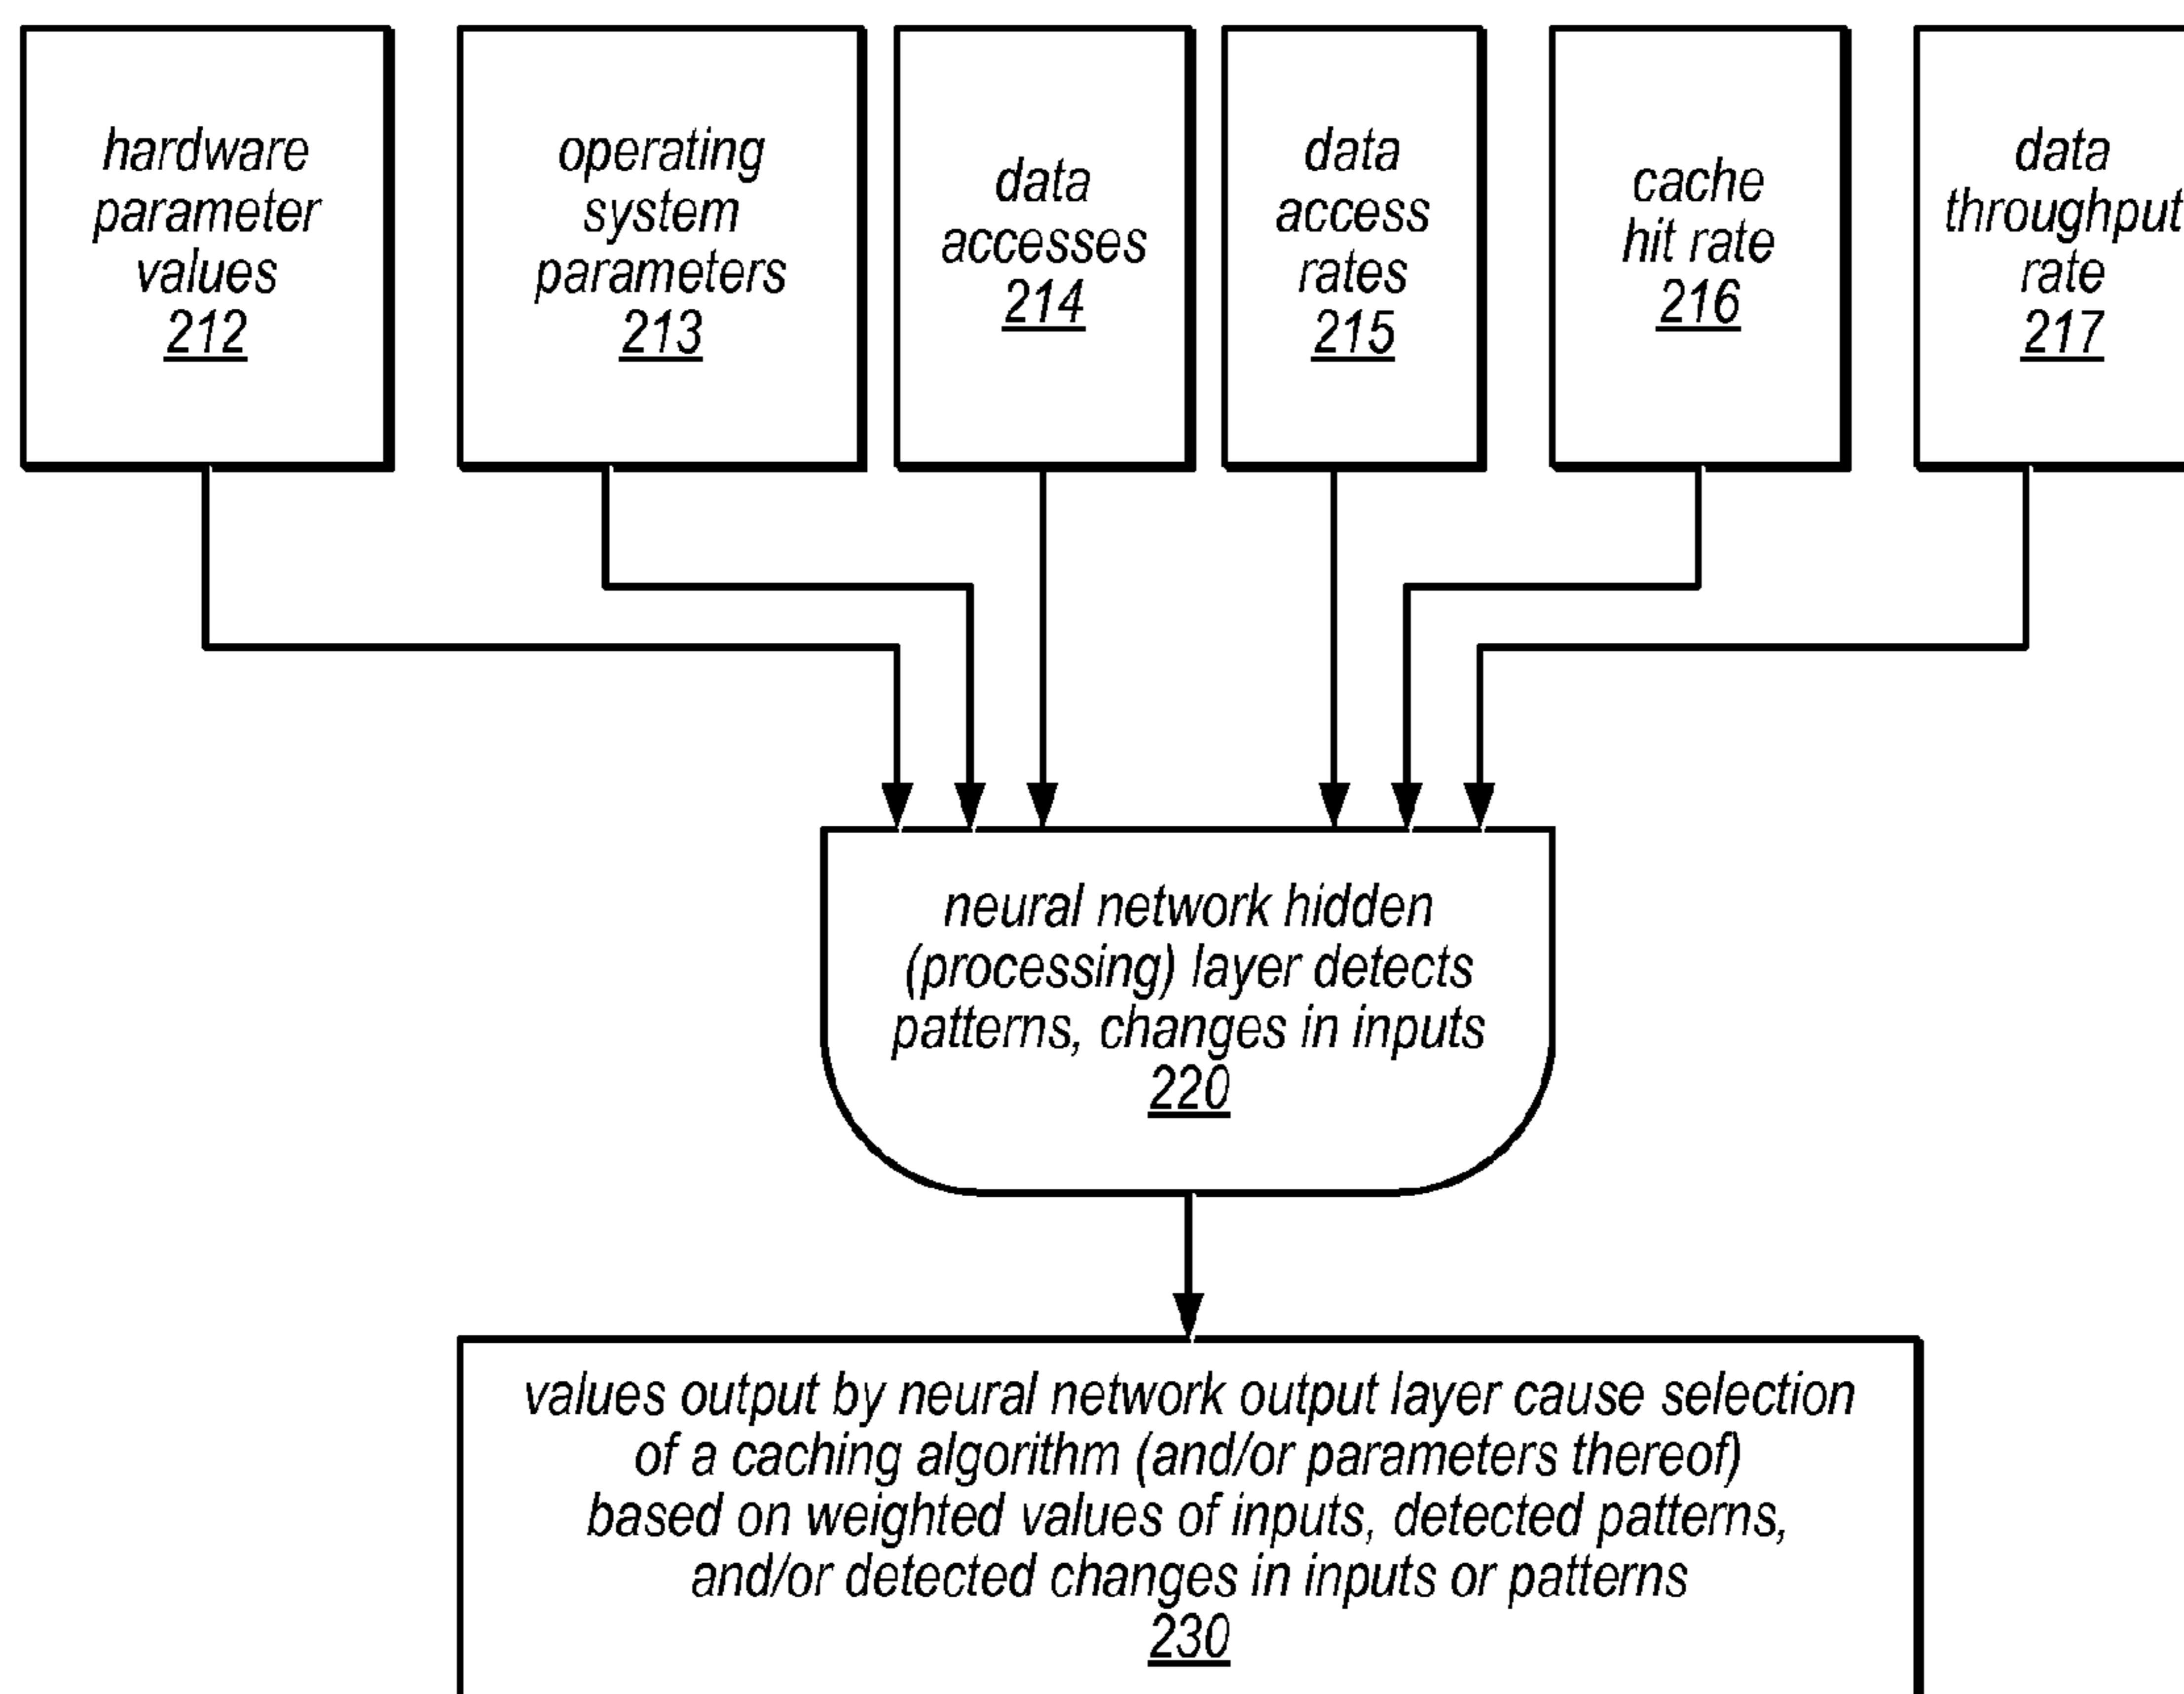 hardware
parameter
values
212
operating
system
parameters
213
data
accesses
214
data
access
rates
215
cache
hit rate
216
data
throughput
rate
217
neural network hidden
(processing) layer detects
patterns, changes in inputs
220
values output by neural network output layer cause selection
of a caching algorithm (and/or parameters thereof)
based on weighted values of inputs, detected patterns,
and/or detected changes in inputs or patterns
230